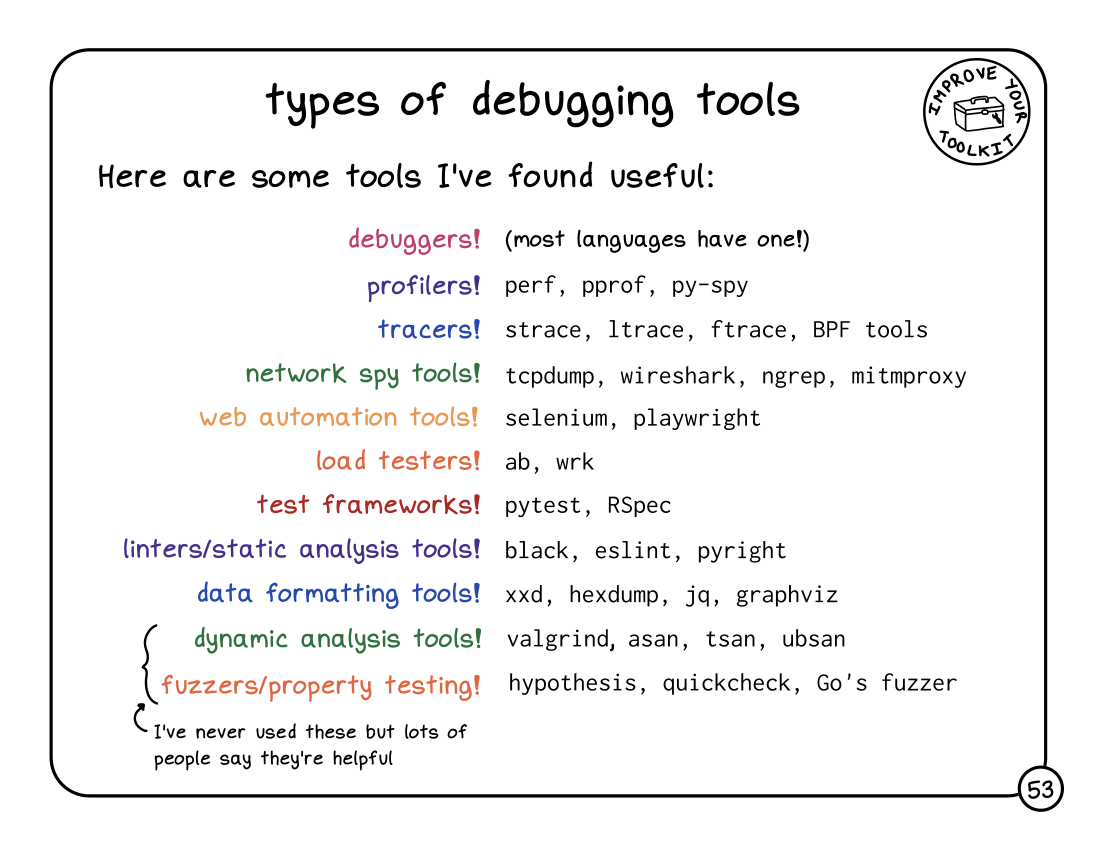 types of debugging tools
IMPROVE YOUR TOOLKIT
Here are some tools I've found useful:
debuggers! (most languages have one!)
profilers! perf, pprof, py-spy
tracers! strace, ltrace, ftrace, BPF tools
network spy tools! tcpdump, wireshark, ngrep, mitmproxy
web automation tools! selenium, playwright
load testers! ab, wrk
test frameworks! pytest, RSpec
linters/static analysis tools! black, eslint, pyright
data formatting tools! xxd, hexdump, jq, graphviz
dynamic analysis tools! valgrind, asan, tsan, ubsan
fuzzers/property testing! hypothesis, quickcheck, Go's fuzzer
I've never used these but lots of
people say they're helpful
53